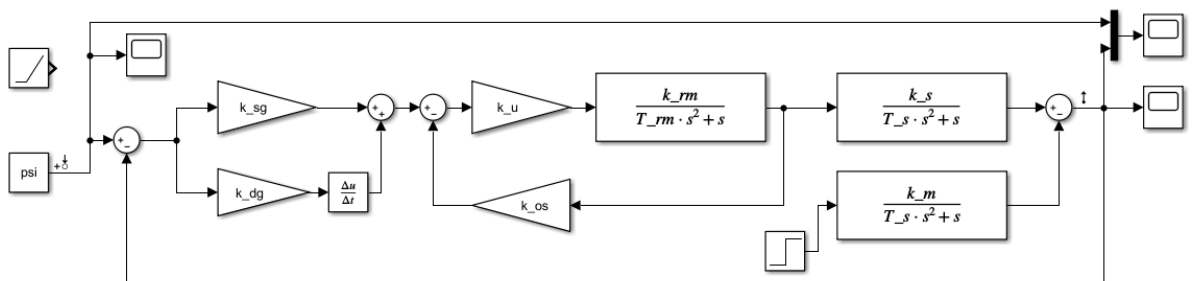 k_sg
k_u
k_rm
T_rm · s² + s
k_s
T_s · s² + s
psi
k_dg
Δu
Δt
k_os
k_m
T_s · s² + s